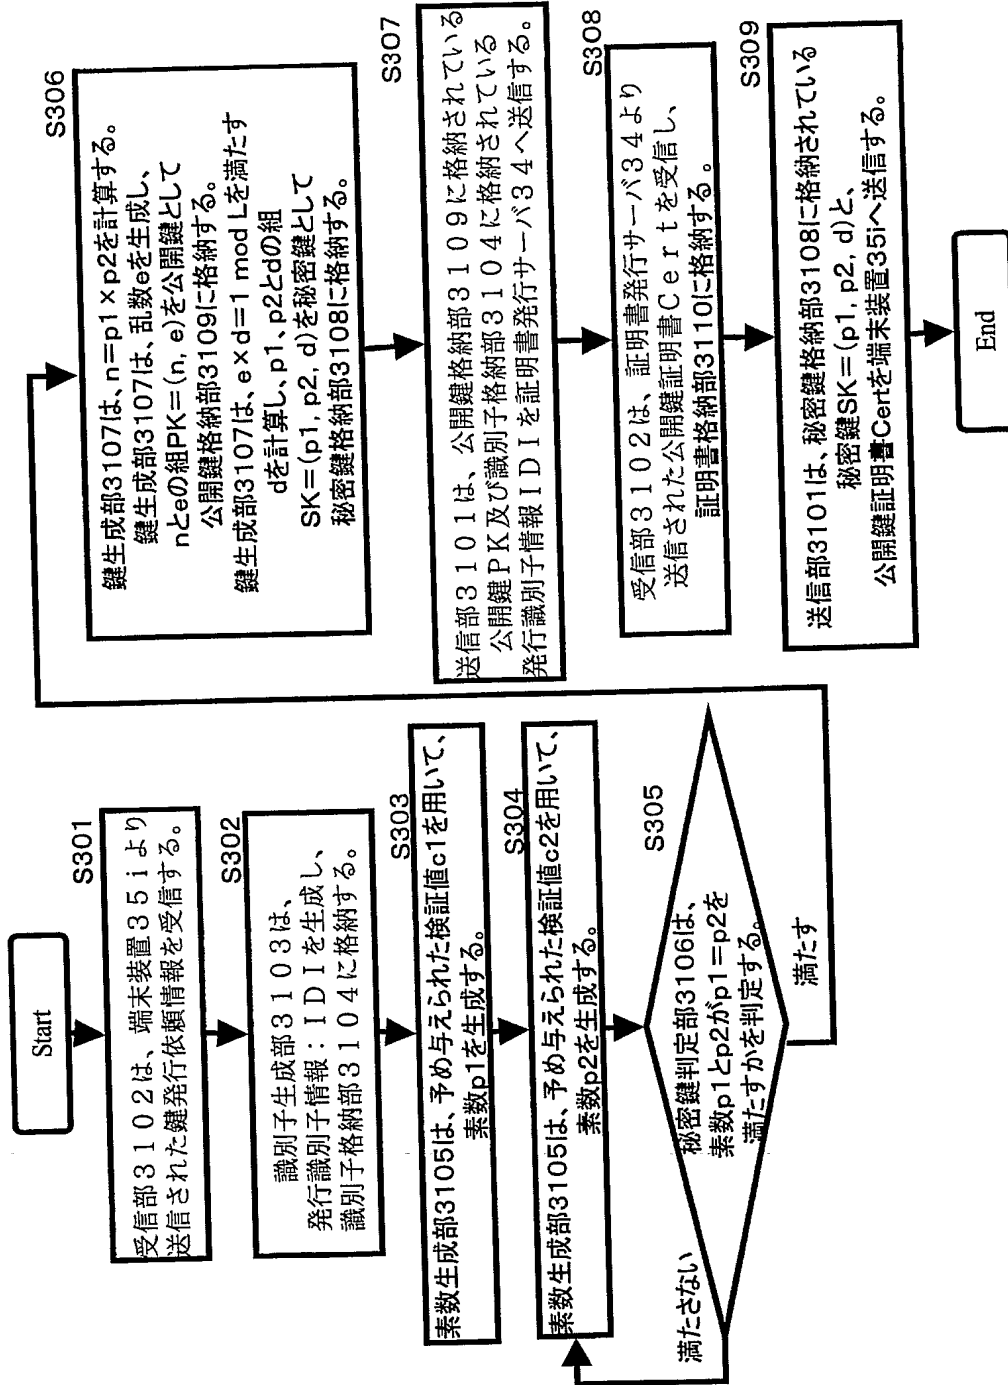 Start
S301
受信部3102は、端末装置35iより
送信された鍵発行依頼情報を受信する。
S302
識別子生成部3103は、
発行識別子情報:IDIを生成し、
識別子格納部3104に格納する。
S303
素数生成部3105は、予め与えられた検証値c1を用いて、
素数p1を生成する。
S304
素数生成部3105は、予め与えられた検証値c2を用いて、
素数p2を生成する。
S305
秘密鍵判定部3106は、
素数p1とp2がp1=p2を
満たすかを判定する。
満たさない
満たす
S306
鍵生成部3107は、n=p1×p2を計算する。
鍵生成部3107は、乱数eを生成し、
nとeの組PK=(n, e)を公開鍵として
公開鍵格納部3109に格納する。
鍵生成部3107は、e×d=1 mod Lを満たす
dを計算し、p1、p2とdの組
SK=(p1, p2, d)を秘密鍵として
秘密鍵格納部3108に格納する。
S307
送信部3101は、公開鍵格納部3109に格納されている
公開鍵PK及び識別子格納部3104に格納されている
発行識別子情報IDIを証明書発行サーバ34へ送信する。
S308
受信部3102は、証明書発行サーバ34より
送信された公開鍵証明書Certを受信し、
証明書格納部3110に格納する。
S309
送信部3101は、秘密鍵格納部3108に格納されている
秘密鍵SK=(p1, p2, d)と、
公開鍵証明書Certを端末装置35iへ送信する。
End